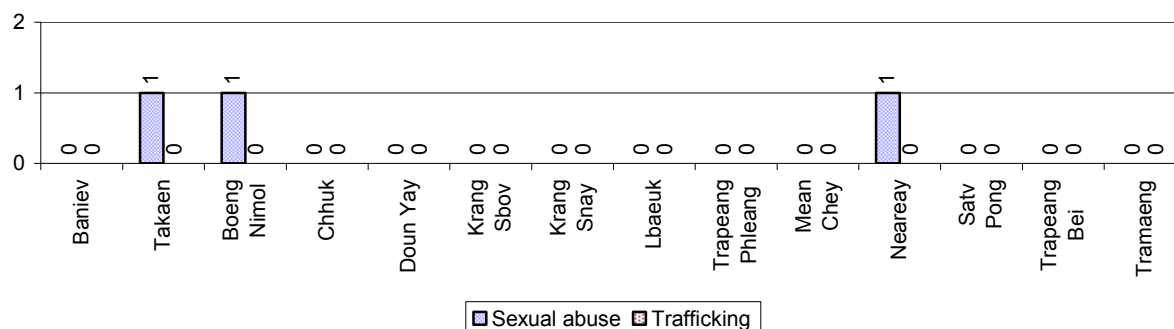 2
1
0
0 0
1 0
1 0
0 0
0 0
0 0
0 0
0 0
0 0
0 0
1 0
0 0
0 0
0 0
Baniev
Takaen
Boeng
Nimol
Chhuk
Doun Yay
Krang
Sbov
Krang
Snay
Lbaeuk
Trapeang
Phleang
Mean
Chey
Neareay
Satv
Pong
Trapeang
Bei
Tramaeng
Sexual abuse Trafficking